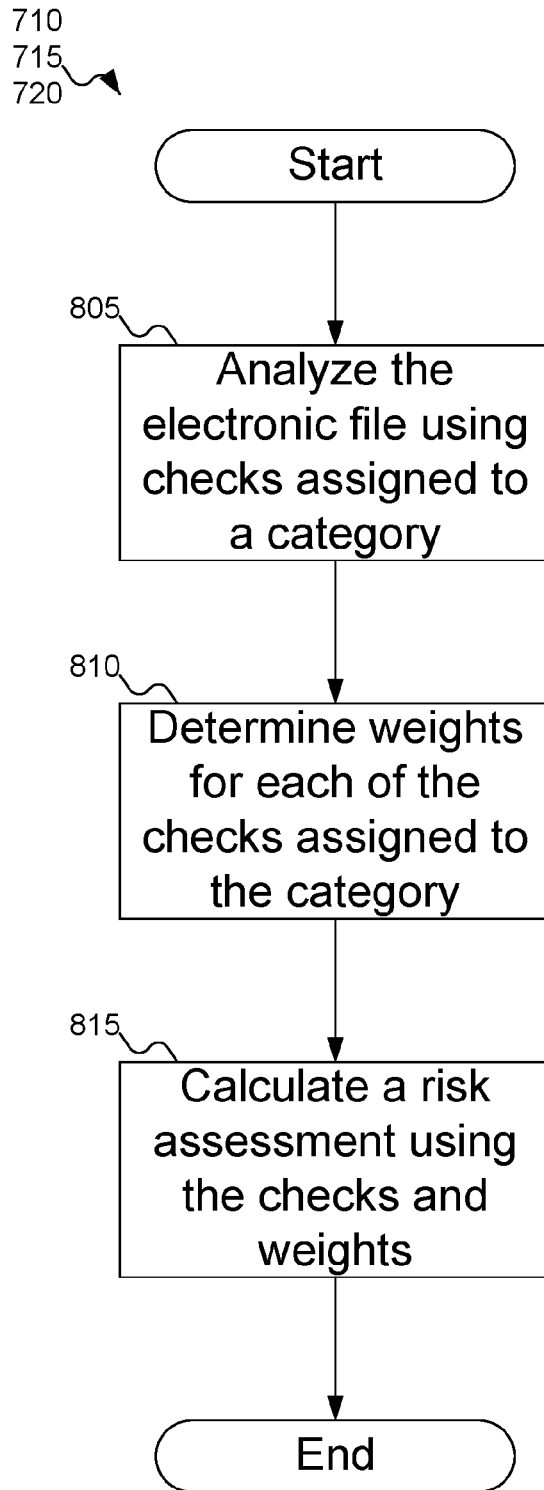 710
715
720
Start
805
Analyze the
electronic file using
checks assigned to
a category
810
Determine weights
for each of the
checks assigned to
the category
815
Calculate a risk
assessment using
the checks and
weights
End